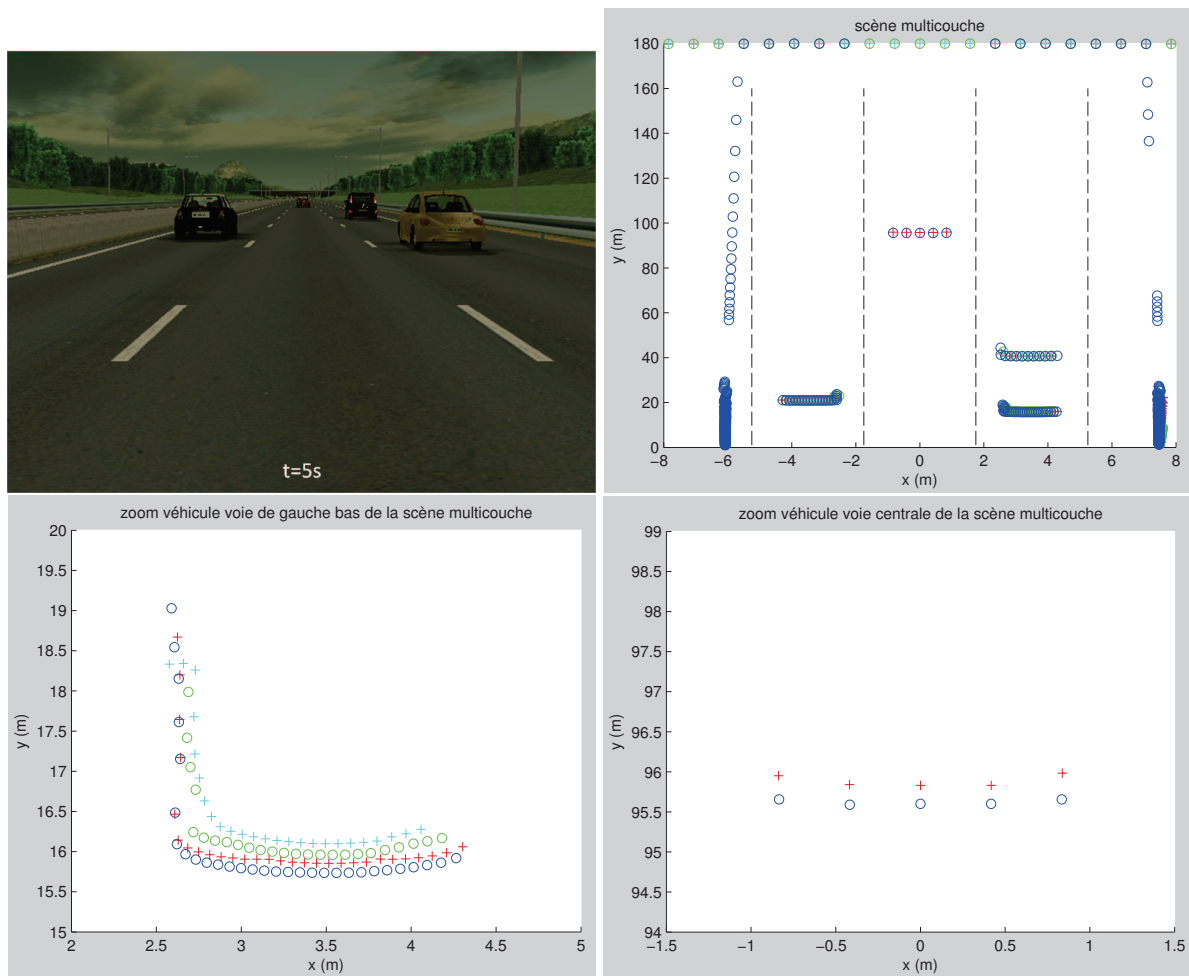 t=5s
scène multicouche
180
160
140
120
100
80
60
40
20
0
y (m)
−8 −6 −4 −2 0 2 4 6 8
x (m)
zoom véhicule voie de gauche bas de la scène multicouche
20
19.5
19
18.5
18
17.5
17
16.5
16
15.5
15
y (m)
2 2.5 3 3.5 4 4.5 5
x (m)
zoom véhicule voie centrale de la scène multicouche
99
98.5
98
97.5
97
96.5
96
95.5
95
94.5
94
y (m)
−1.5 −1 −0.5 0 0.5 1 1.5
x (m)